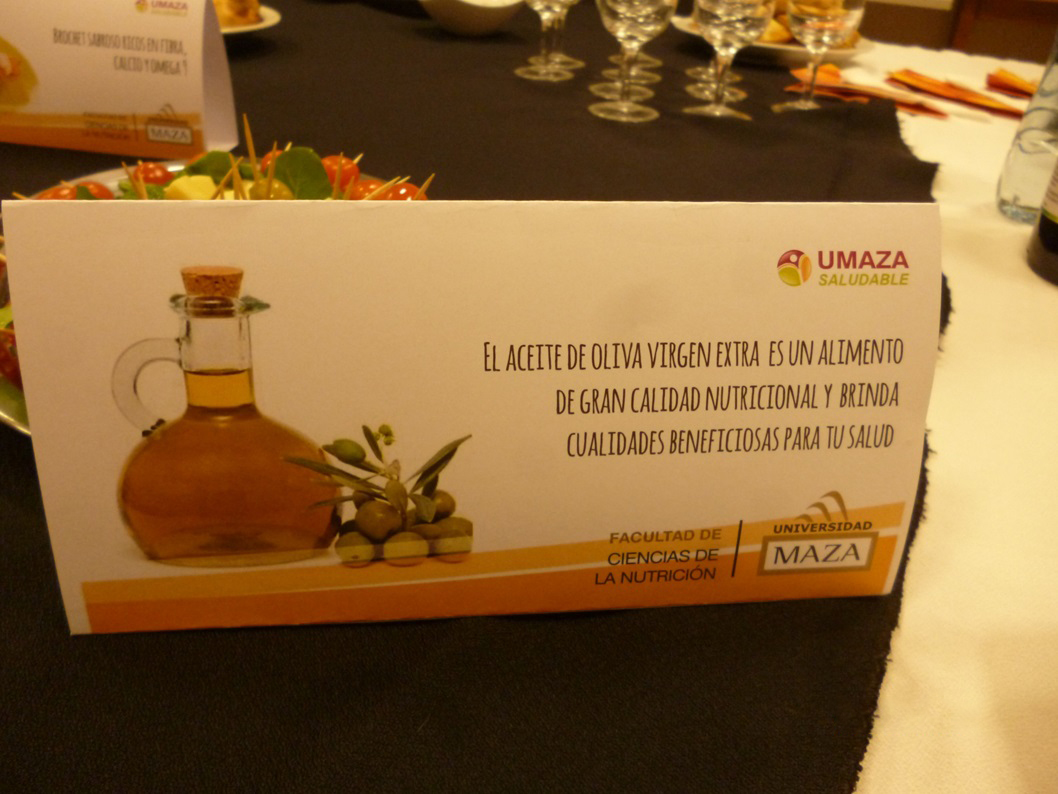 UMAZA
SALUDABLE
BROCHET SABROSO RICOS EN FIBRA,
CALCIO Y OMEGA 9
MAZA
UMAZA
SALUDABLE
EL ACEITE DE OLIVA VIRGEN EXTRA ES UN ALIMENTO
DE GRAN CALIDAD NUTRICIONAL Y BRINDA
CUALIDADES BENEFICIOSAS PARA TU SALUD
FACULTAD DE
CIENCIAS DE
LA NUTRICIÓN
UNIVERSIDAD
MAZA